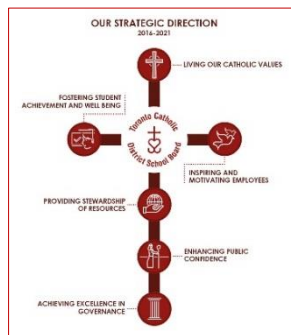 OUR STRATEGIC DIRECTION
2016-2021
LIVING OUR CATHOLIC VALUES
FOSTERING STUDENT
ACHIEVEMENT AND WELL BEING
Toronto Catholic
District School Board
INSPIRING AND
MOTIVATING EMPLOYEES
PROVIDING STEWARDSHIP
OF RESOURCES
ENHANCING PUBLIC
CONFIDENCE
ACHIEVING EXCELLENCE IN
GOVERNANCE